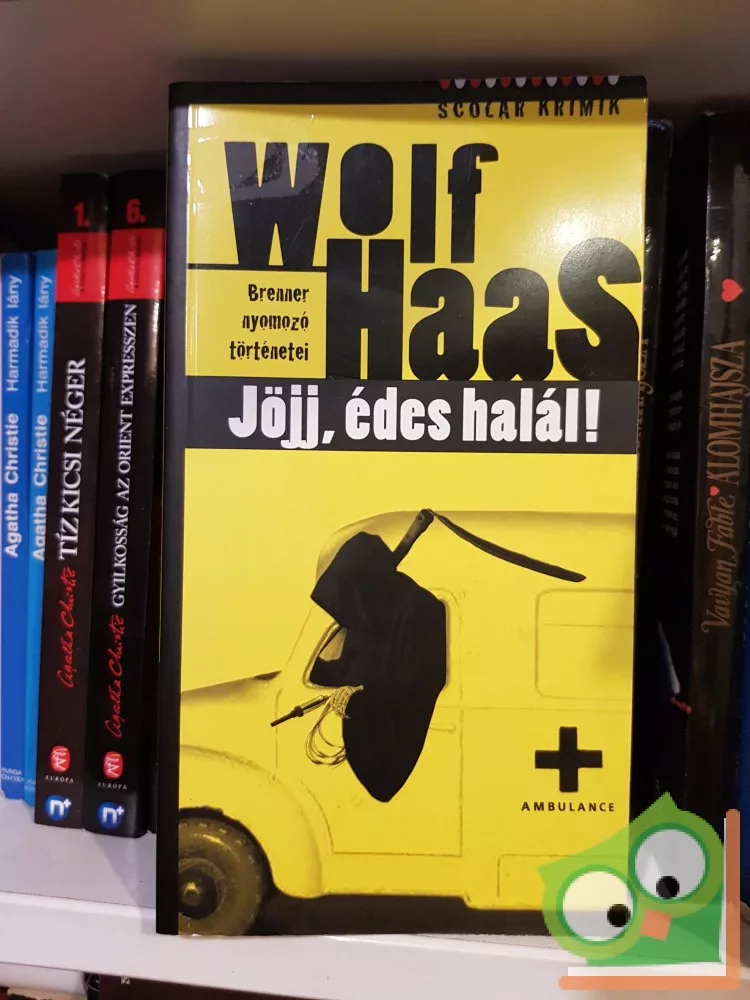 SCOLAR KRIMIK
Wolf
Haas
Brenner
nyomozó
történetei
Jöjj, édes halál!
AMBULANCE
Agatha Christie Harmadik lány
Agatha Christie Harmadik lány
1.
Agatha Christie TÍZ KICSI NÉGER
EURÓPA
n+
6.
Agatha Christie GYILKOSSÁG AZ ORIENT EXPRESSZEN
EURÓPA
n+
Vavyan Fable ÁLOMHAJSZA